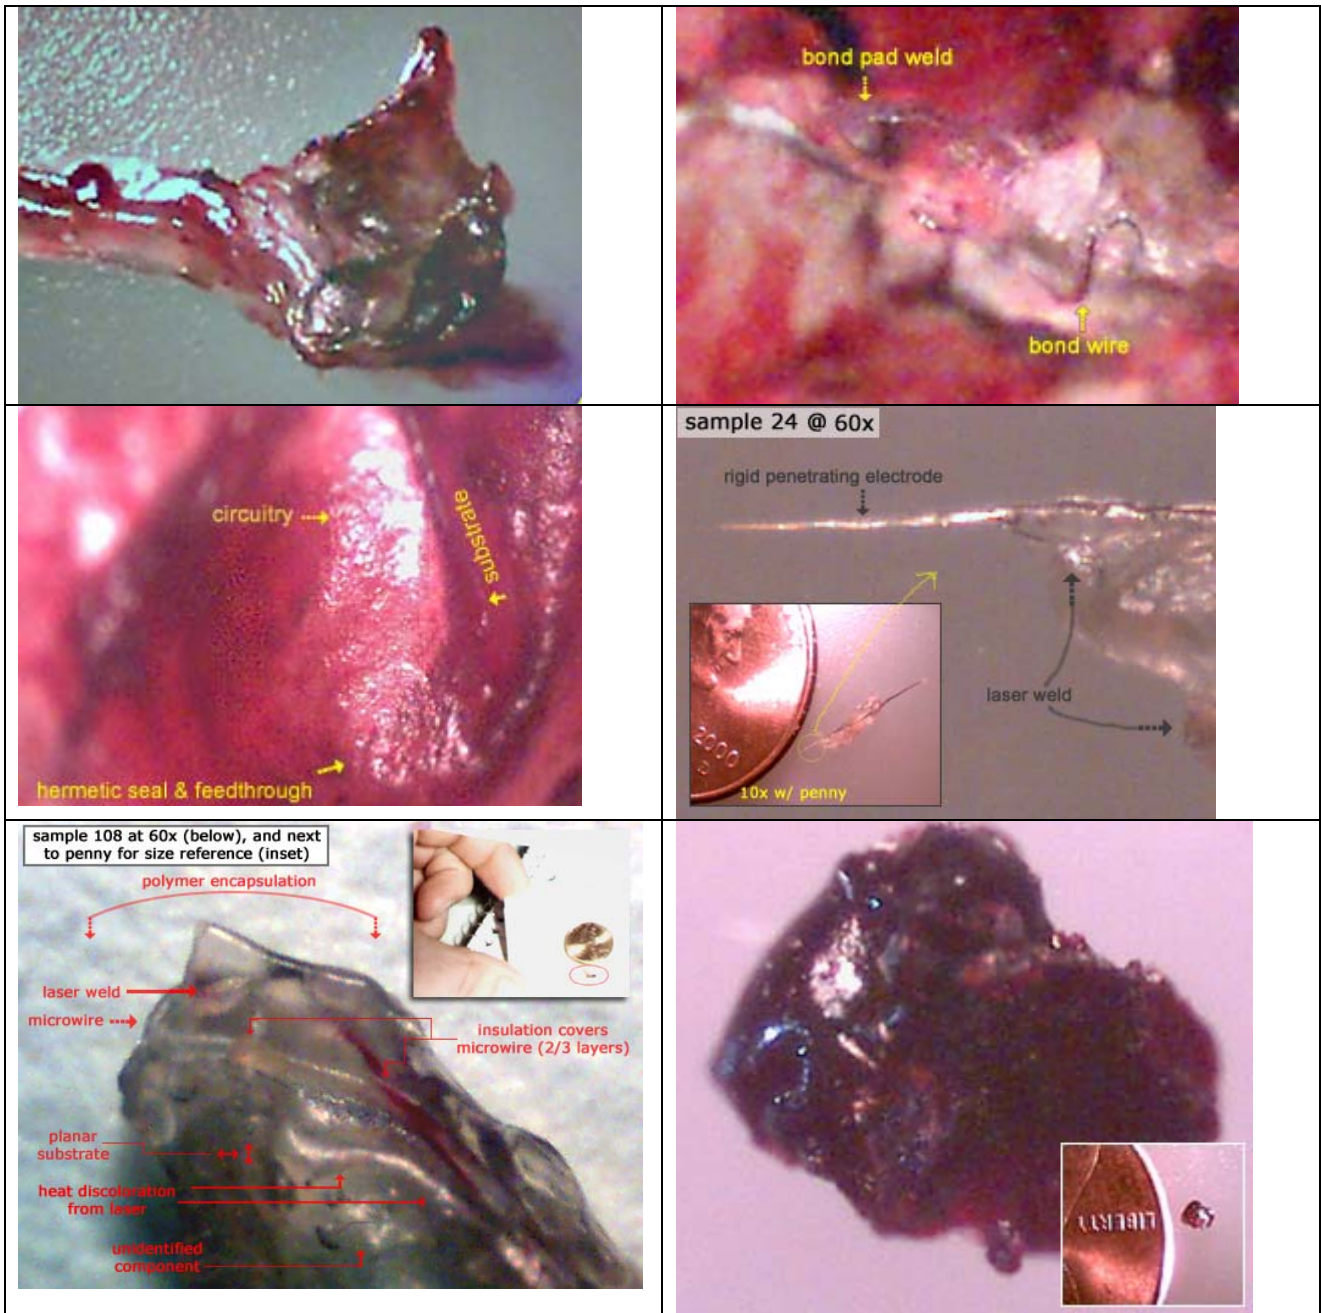 bond pad weld
bond wire
circuitry
substrate
hermetic seal & feedthrough
sample 24 @ 60x
rigid penetrating electrode
laser weld
2000
D
10x w/ penny
sample 108 at 60x (below), and next
to penny for size reference (inset)
polymer encapsulation
laser weld
microwire
insulation covers
microwire (2/3 layers)
planar
substrate
heat discoloration
from laser
unidentified
component
LIBERTY